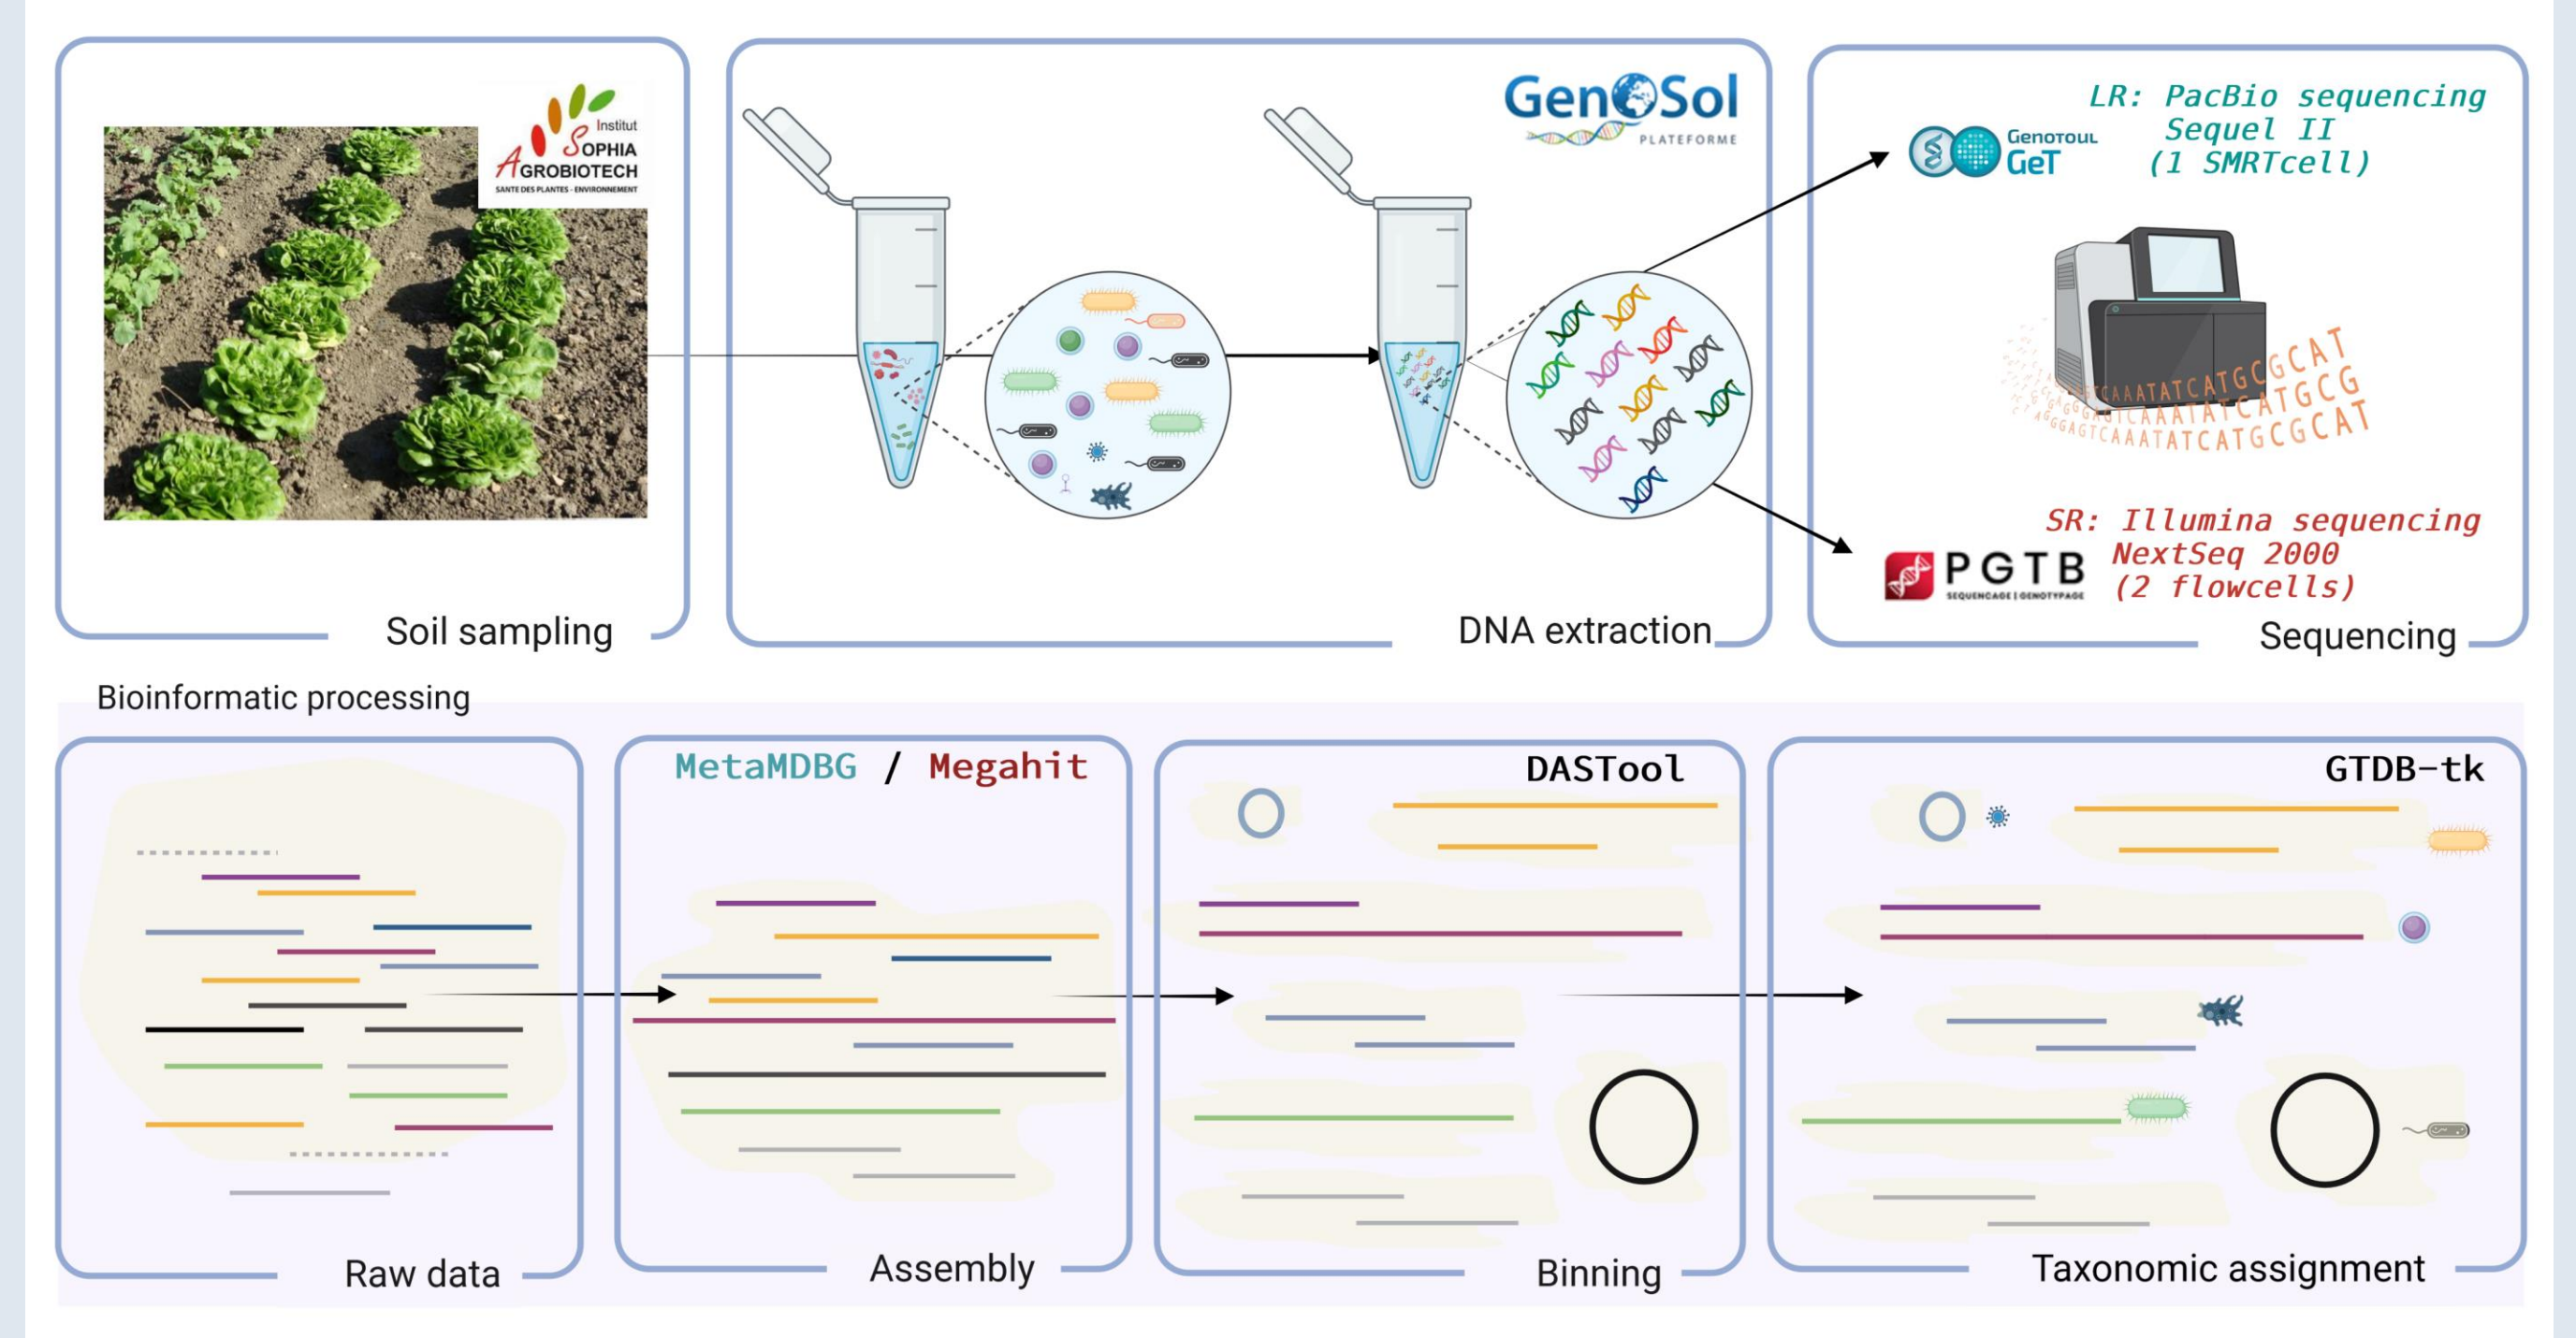 Institut
SOPHIA
AGROBIOTECH
SANTE DES PLANTES - ENVIRONNEMENT
Soil sampling
GenOSol
PLATEFORME
DNA extraction
GENOTOUL
GeT
LR: PacBio sequencing
Sequel II
(1 SMRTcell)
CAAATATCATGCGCAT
GTCAAATATCATGCG
AGGGAGTCAAATATCATGCGCAT
SR: Illumina sequencing
NextSeq 2000
(2 flowcells)
PGTB
SEQUENCAGE | GENOTYPAGE
Sequencing
Bioinformatic processing
Raw data
MetaMDBG / Megahit
Assembly
DASTool
Binning
GTDB-tk
Taxonomic assignment